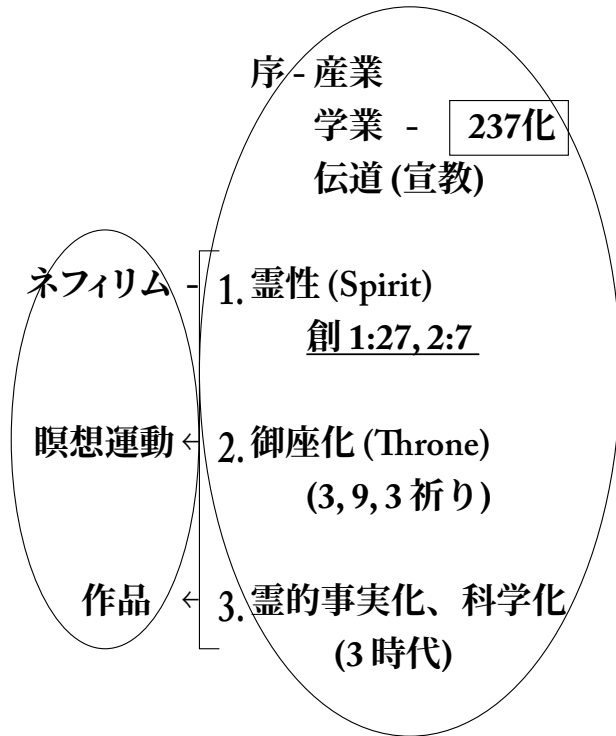 序 - 産業
学業 - 237化
伝道 (宣教)
ネフィリム - 1. 霊性 (Spirit)
創 1:27, 2:7
瞑想運動 ← 2. 御座化 (Throne)
(3, 9, 3 祈り)
作品 ← 3. 霊的事実化、科学化
(3 時代)